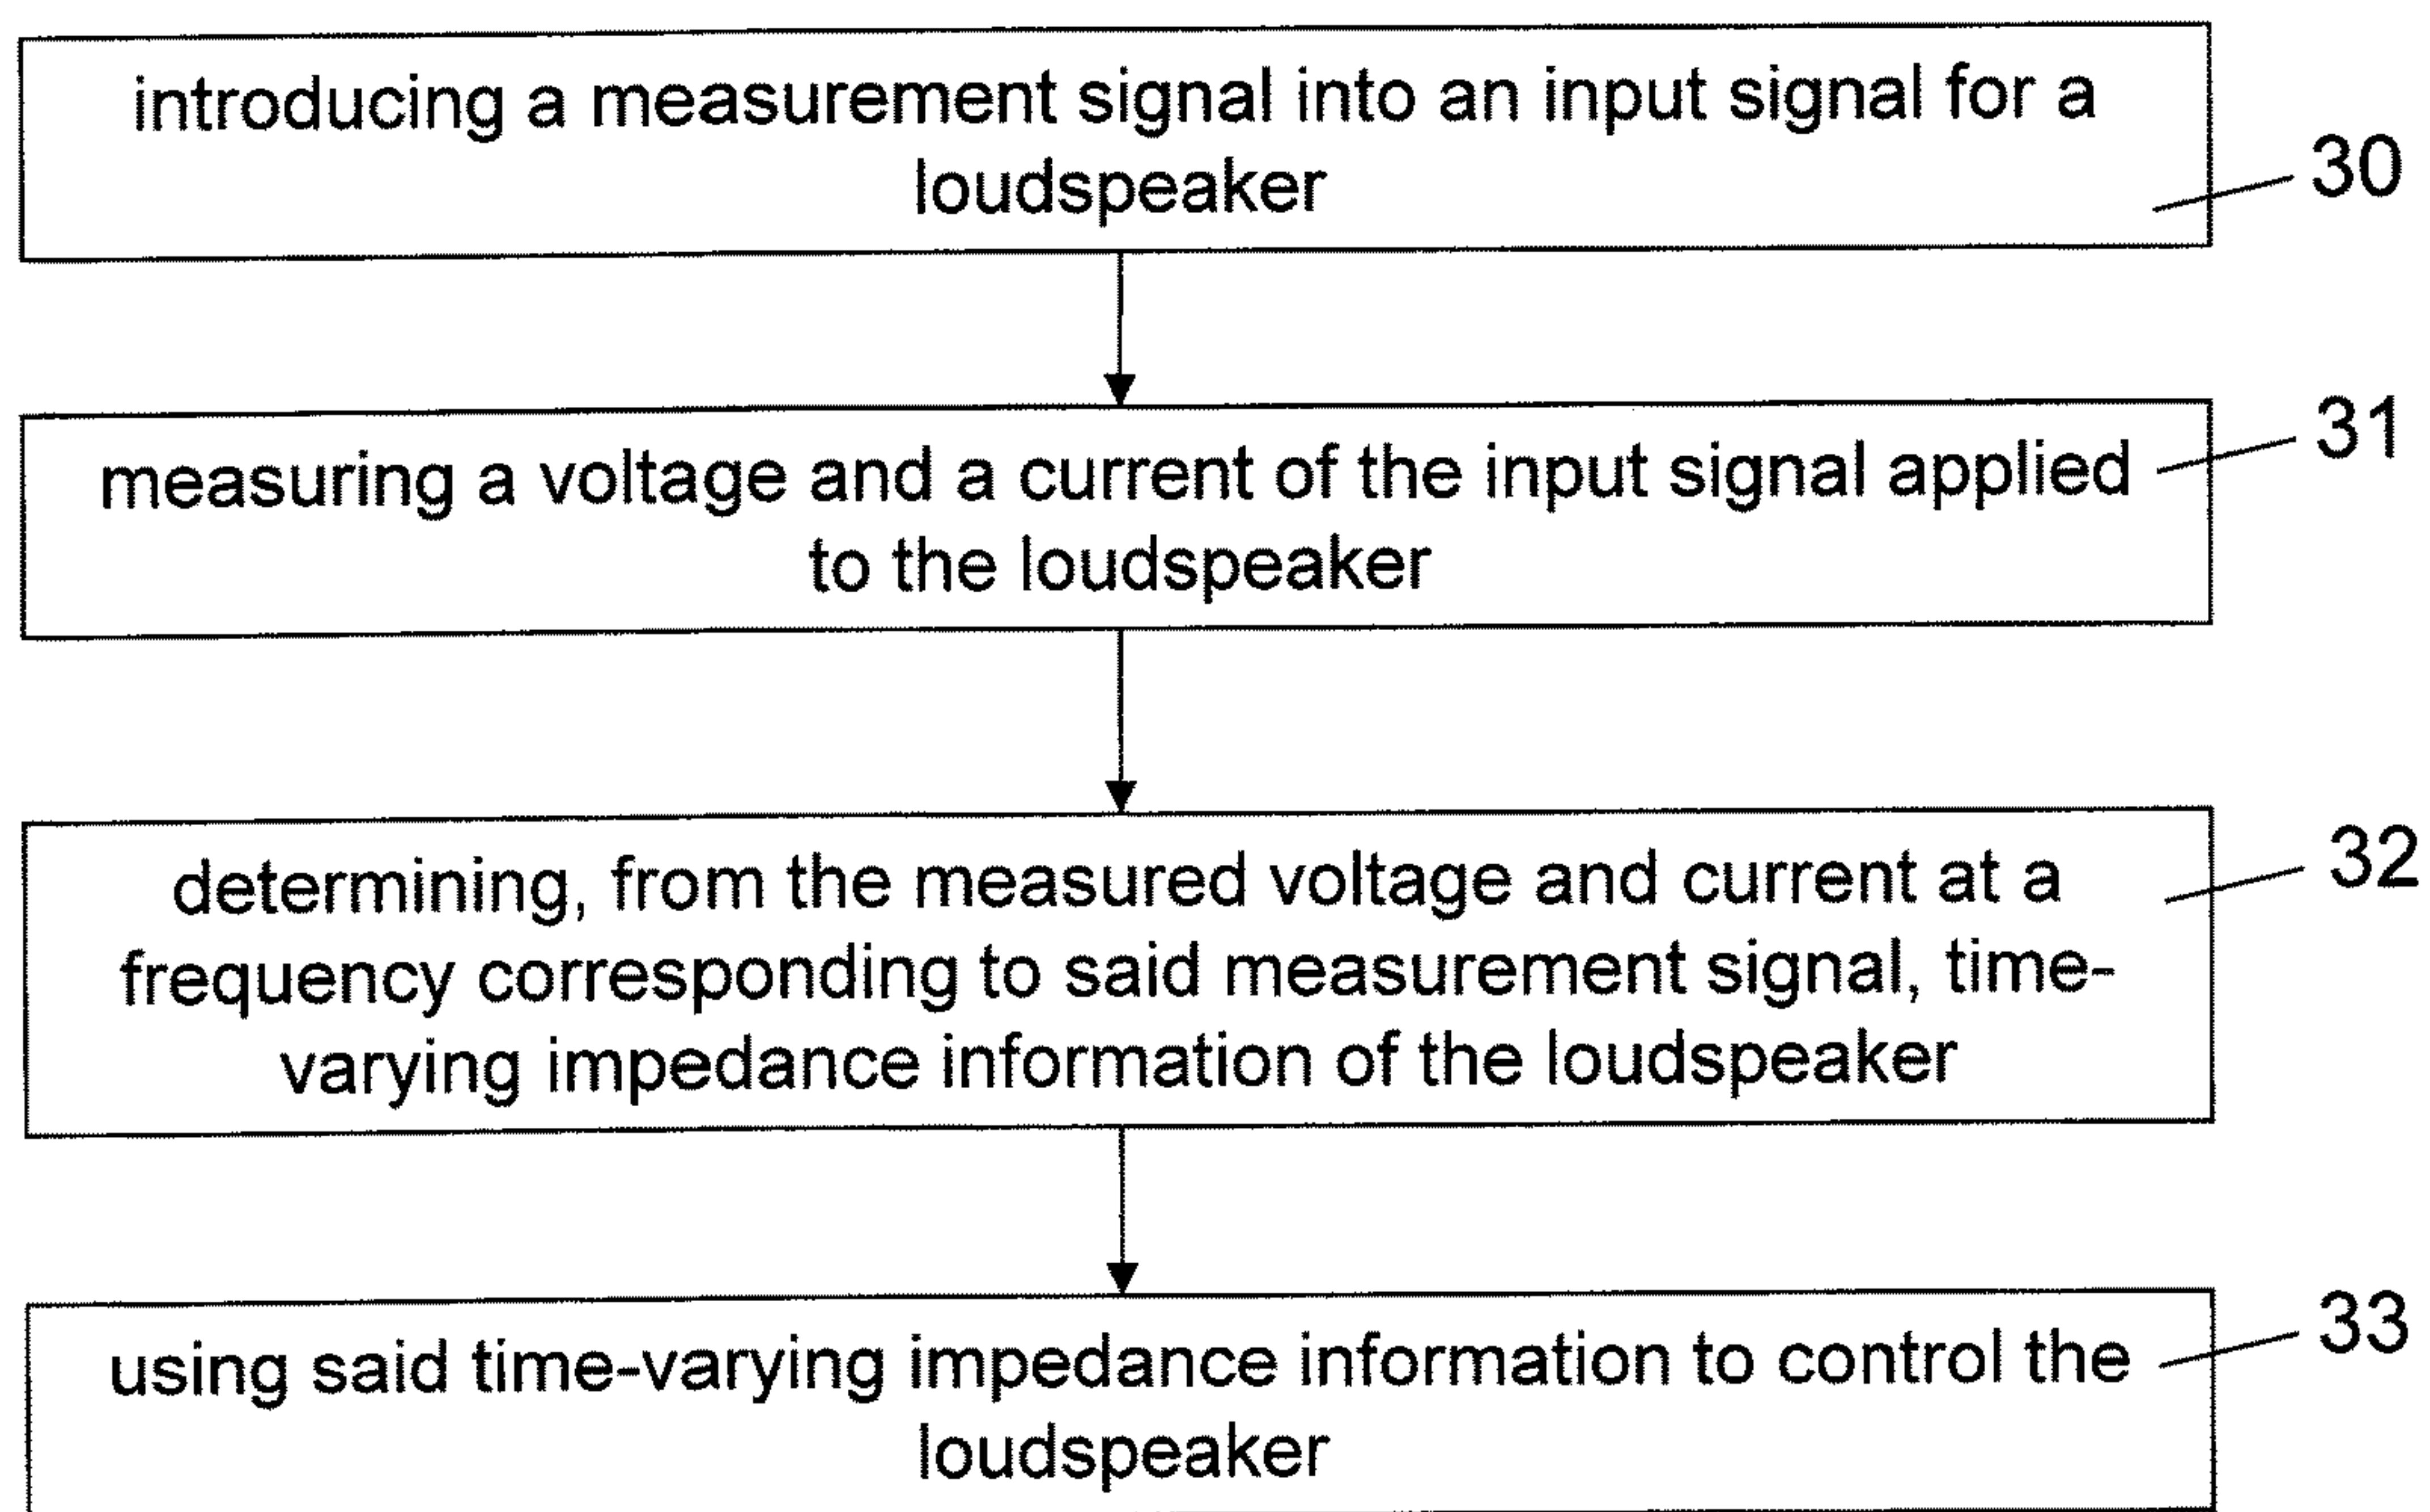 introducing a measurement signal into an input signal for a
loudspeaker
30
measuring a voltage and a current of the input signal applied
to the loudspeaker
31
determining, from the measured voltage and current at a
frequency corresponding to said measurement signal, time-
varying impedance information of the loudspeaker
32
using said time-varying impedance information to control the
loudspeaker
33